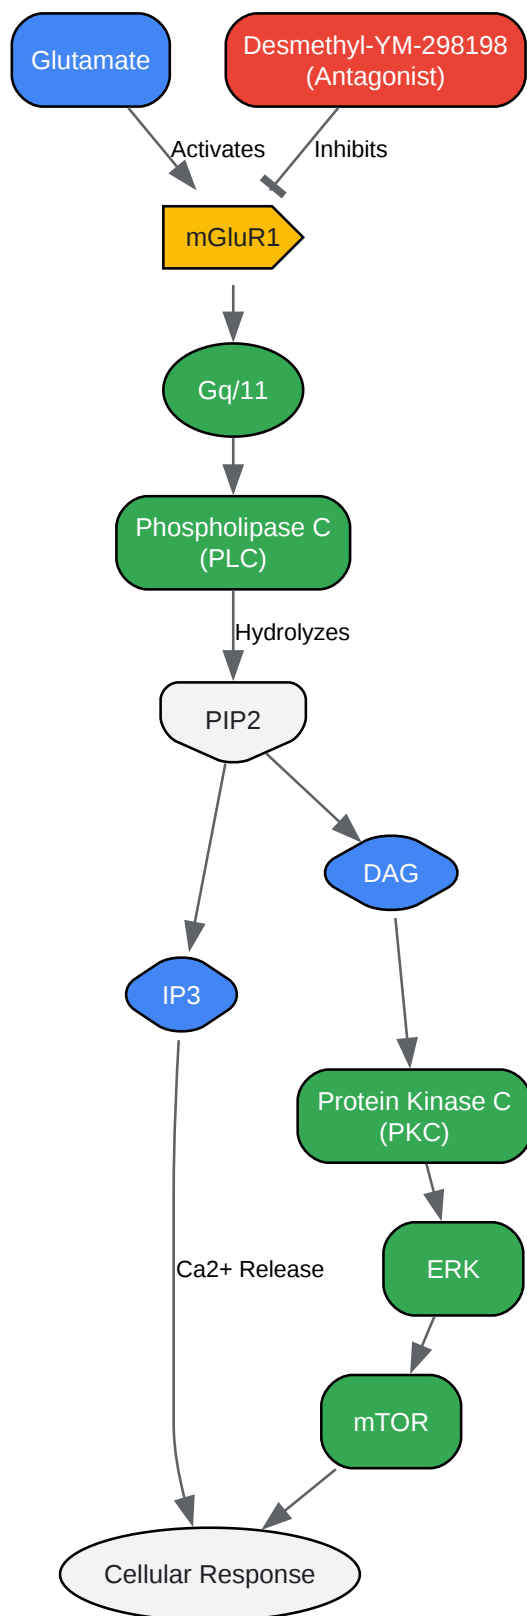 Glutamate
Desmethyl-YM-298198
(Antagonist)
Activates
Inhibits
mGluR1
Gq/11
Phospholipase C
(PLC)
Hydrolyzes
PIP2
DAG
IP3
Protein Kinase C
(PKC)
Ca2+ Release
ERK
mTOR
Cellular Response